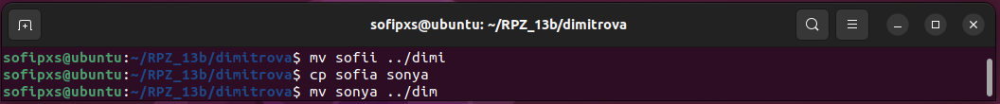 sofipxs@ubuntu: ~/RPZ_13b/dimitrova
sofipxs@ubuntu:~/RPZ_13b/dimitrova$ mv sofii ../dimi
sofipxs@ubuntu:~/RPZ_13b/dimitrova$ cp sofia sonya
sofipxs@ubuntu:~/RPZ_13b/dimitrova$ mv sonya ../dim